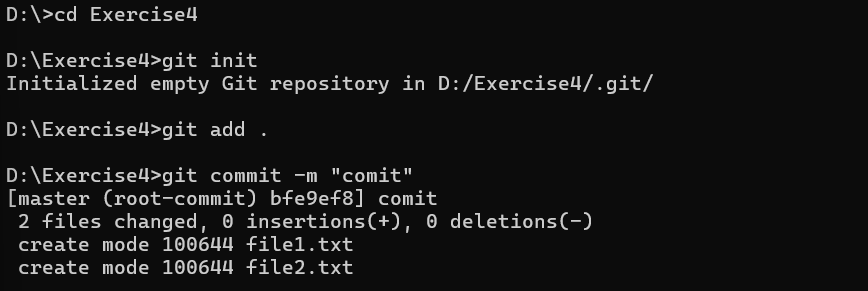 D:\>cd Exercise4
D:\Exercise4>git init
Initialized empty Git repository in D:/Exercise4/.git/
D:\Exercise4>git add .
D:\Exercise4>git commit -m "comit"
[master (root-commit) bfe9ef8] comit
 2 files changed, 0 insertions(+), 0 deletions(-)
 create mode 100644 file1.txt
 create mode 100644 file2.txt